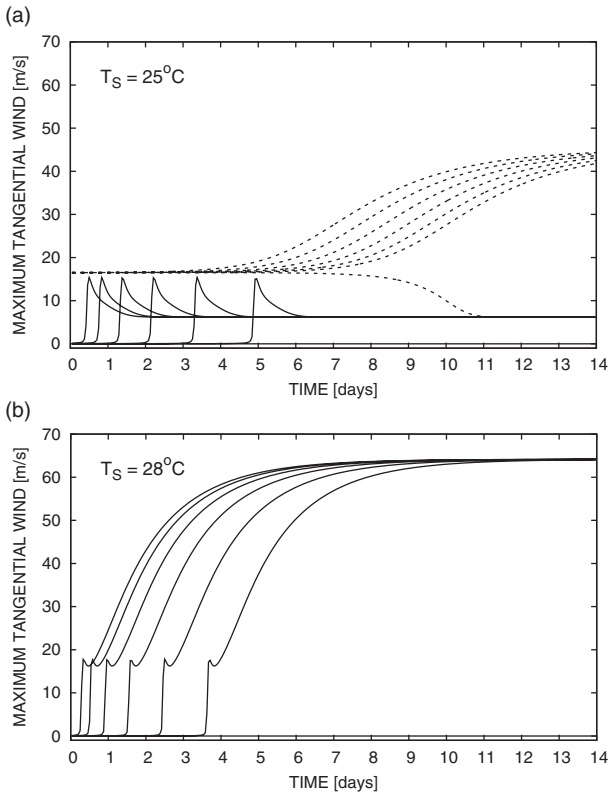 (a)
MAXIMUM TANGENTIAL WIND [m/s]
70
60
50
40
30
20
10
0
T_S = 25°C
0 1 2 3 4 5 6 7 8 9 10 11 12 13 14
TIME [days]
(b)
MAXIMUM TANGENTIAL WIND [m/s]
70
60
50
40
30
20
10
0
T_S = 28°C
0 1 2 3 4 5 6 7 8 9 10 11 12 13 14
TIME [days]